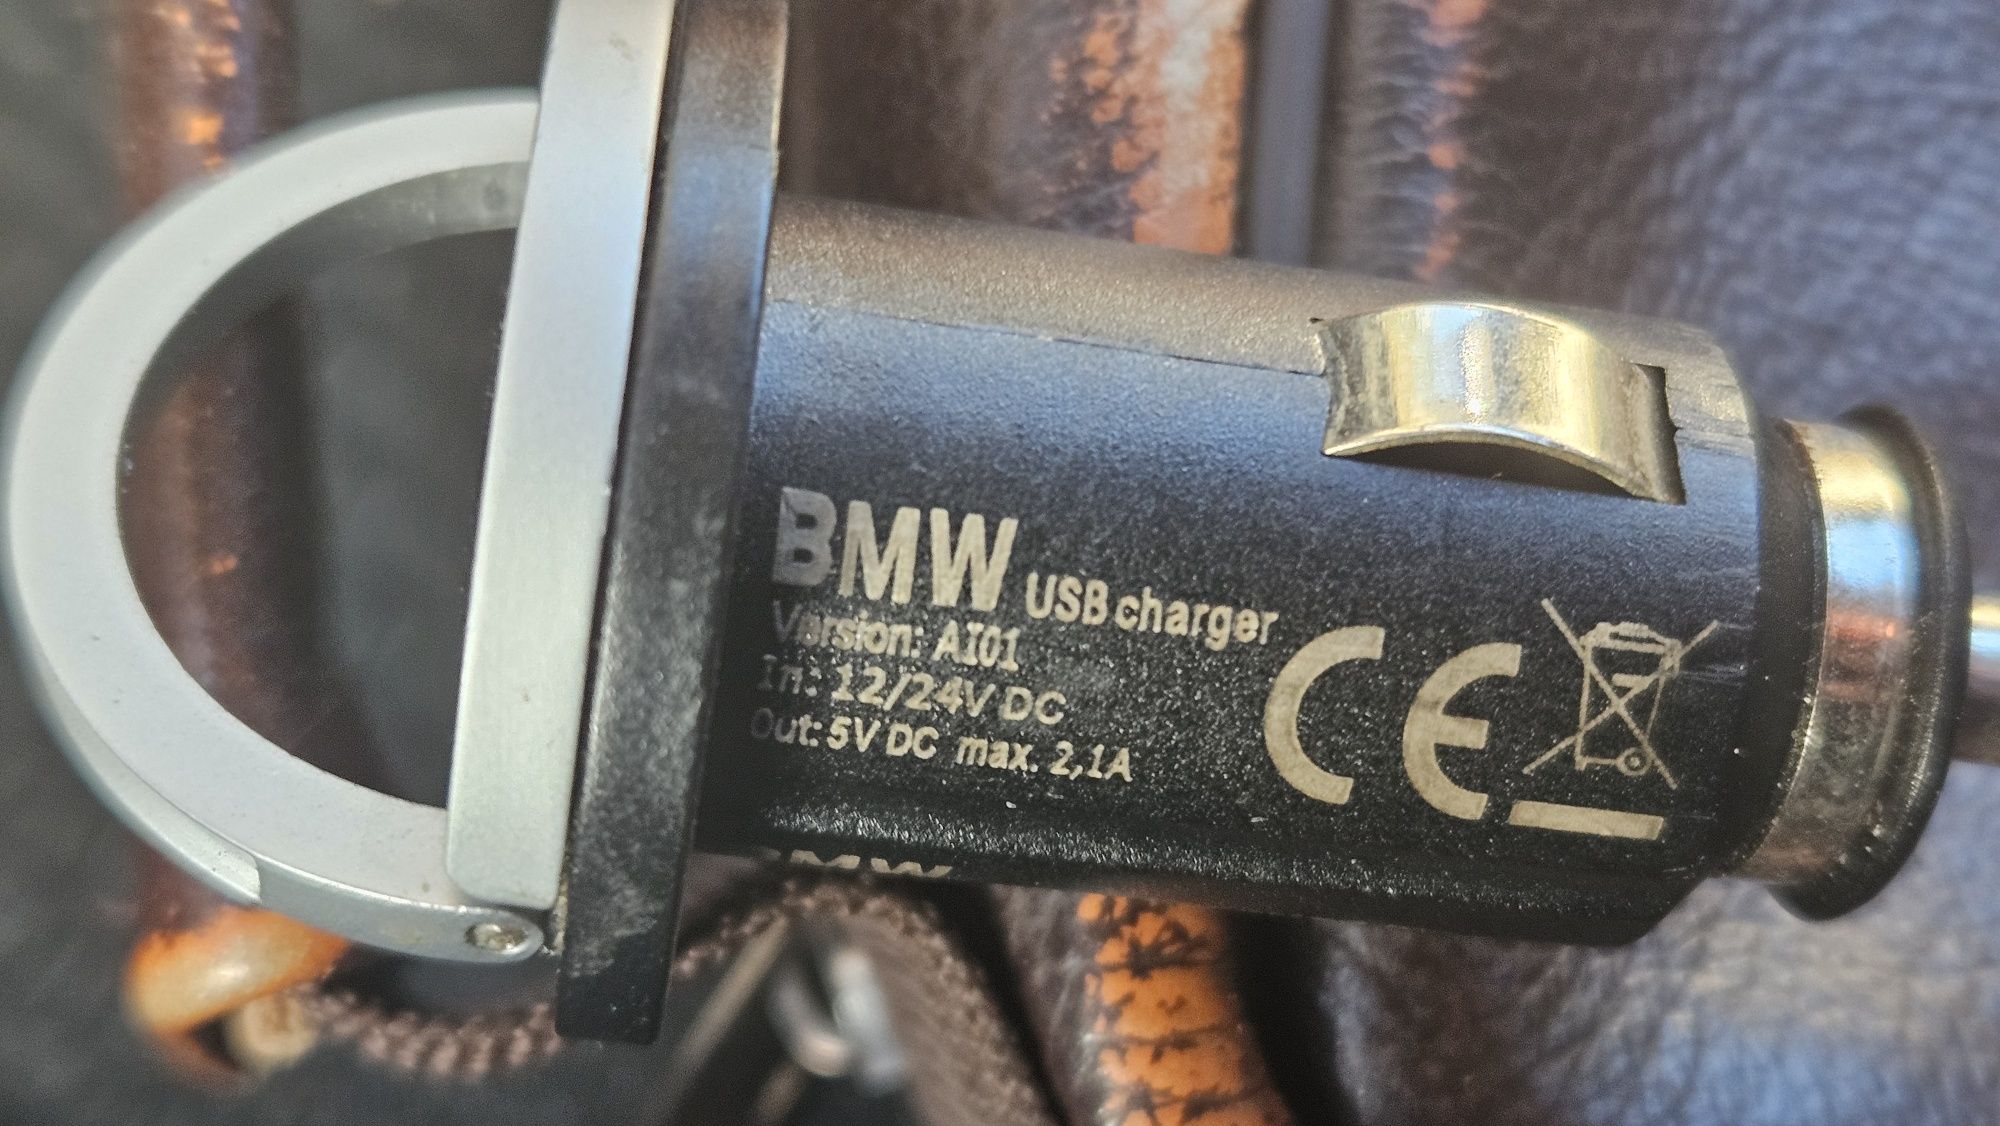 BMW USB charger
Version: AI01
In: 12/24V DC
Out: 5V DC max. 2,1A
CE